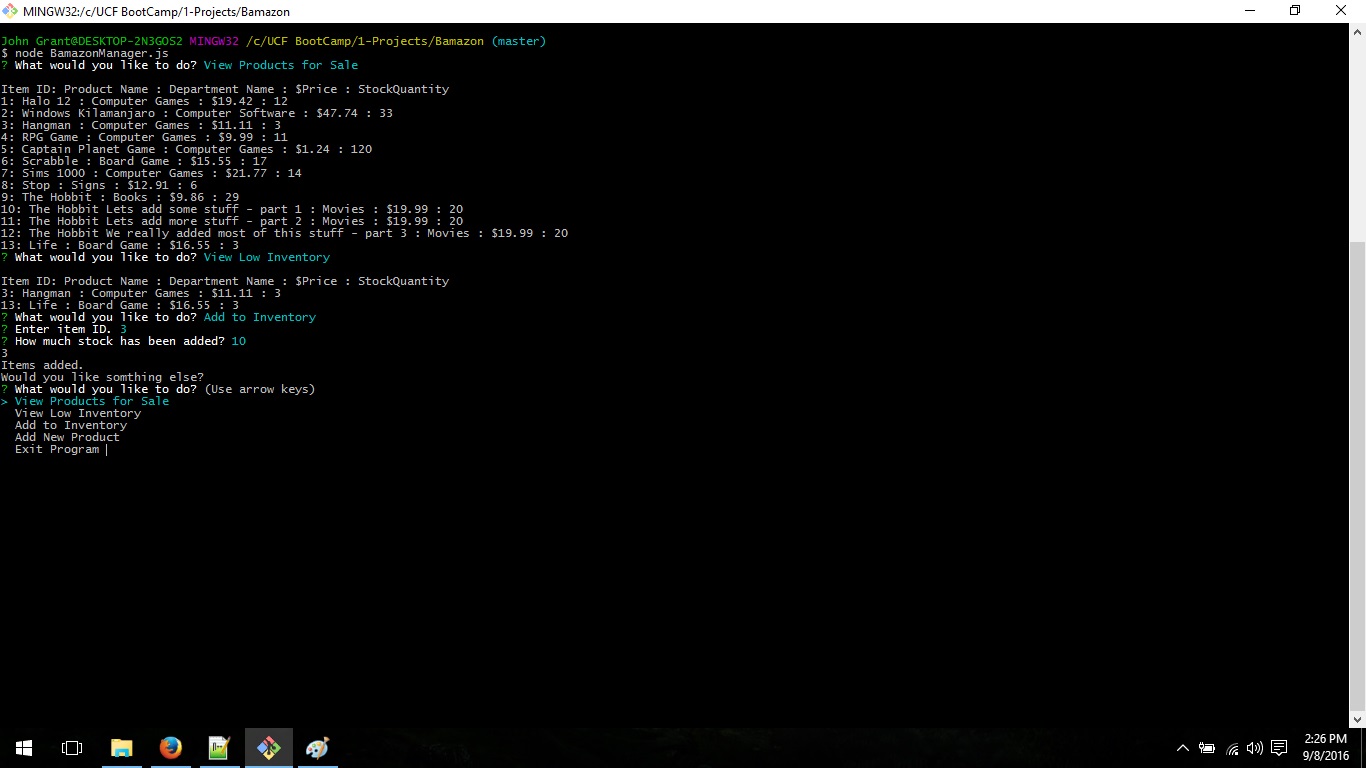 MINGW32:/c/UCF BootCamp/1-Projects/Bamazon
John Grant@DESKTOP-2N3GOS2 MINGW32 /c/UCF BootCamp/1-Projects/Bamazon (master)
$ node BamazonManager.js
? What would you like to do? View Products for Sale
Item ID: Product Name : Department Name : $Price : StockQuantity
1: Halo 12 : Computer Games : $19.42 : 12
2: Windows Kilamanjaro : Computer Software : $47.74 : 33
3: Hangman : Computer Games : $11.11 : 3
4: RPG Game : Computer Games : $9.99 : 11
5: Captain Planet Game : Computer Games : $1.24 : 120
6: Scrabble : Board Game : $15.55 : 17
7: Sims 1000 : Computer Games : $21.77 : 14
8: Stop : Signs : $12.91 : 6
9: The Hobbit : Books : $9.86 : 29
10: The Hobbit Lets add some stuff - part 1 : Movies : $19.99 : 20
11: The Hobbit Lets add more stuff - part 2 : Movies : $19.99 : 20
12: The Hobbit We really added most of this stuff - part 3 : Movies : $19.99 : 20
13: Life : Board Game : $16.55 : 3
? What would you like to do? View Low Inventory
Item ID: Product Name : Department Name : $Price : StockQuantity
3: Hangman : Computer Games : $11.11 : 3
13: Life : Board Game : $16.55 : 3
? What would you like to do? Add to Inventory
? Enter item ID. 3
? How much stock has been added? 10
3
Items added.
Would you like somthing else?
? What would you like to do? (Use arrow keys)
> View Products for Sale
View Low Inventory
Add to Inventory
Add New Product
Exit Program
2:26 PM
9/8/2016